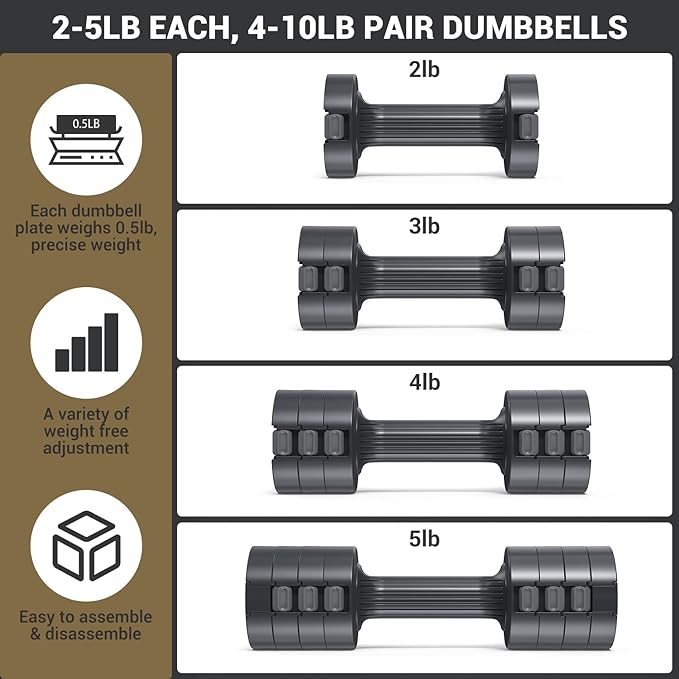 2-5LB EACH, 4-10LB PAIR DUMBBELLS
0.5LB
Each dumbbell
plate weighs 0.5lb,
precise weight
A variety of
weight free
adjustment
Easy to assemble
& disassemble
2lb
3lb
4lb
5lb